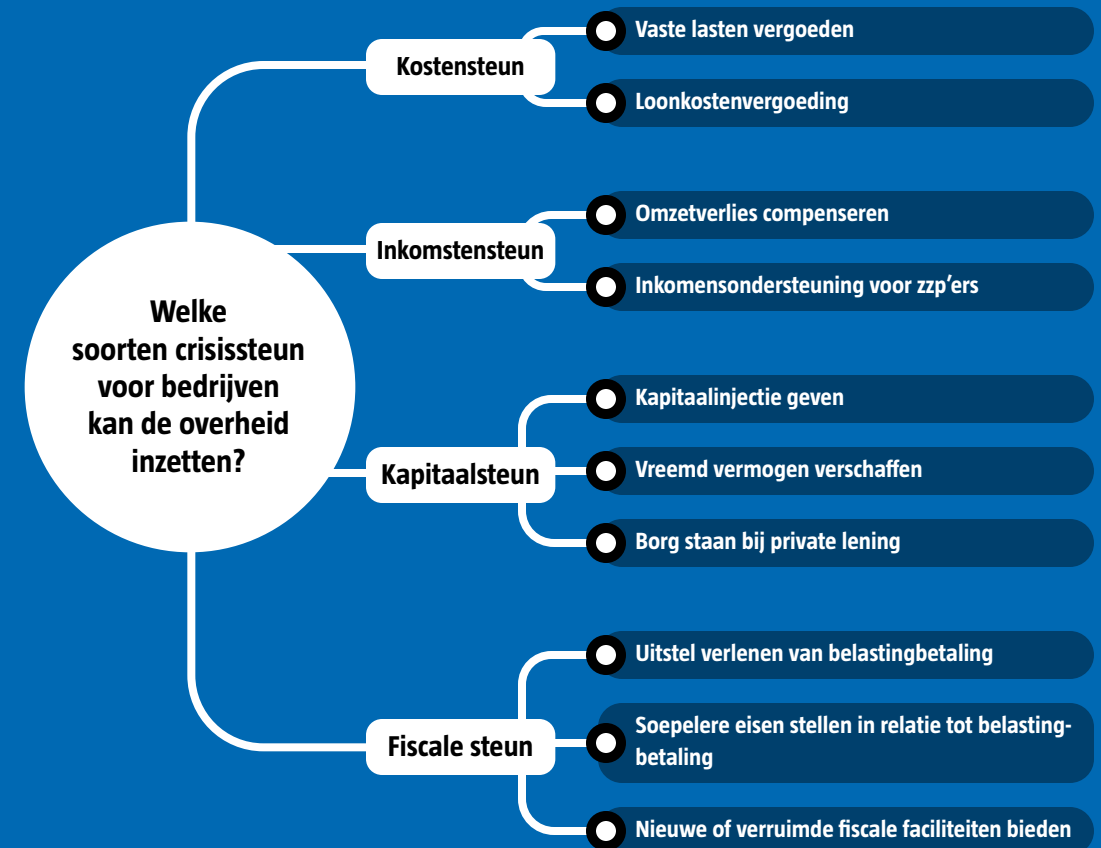 Welke
soorten crisissteun
voor bedrijven
kan de overheid
inzetten?
Kostensteun
Vaste lasten vergoeden
Loonkostenvergoeding
Inkomstensteun
Omzetverlies compenseren
Inkomensondersteuning voor zzp’ers
Kapitaalsteun
Kapitaalinjectie geven
Vreemd vermogen verschaffen
Borg staan bij private lening
Fiscale steun
Uitstel verlenen van belastingbetaling
Soepelere eisen stellen in relatie tot belasting-
betaling
Nieuwe of verruimde fiscale faciliteiten bieden